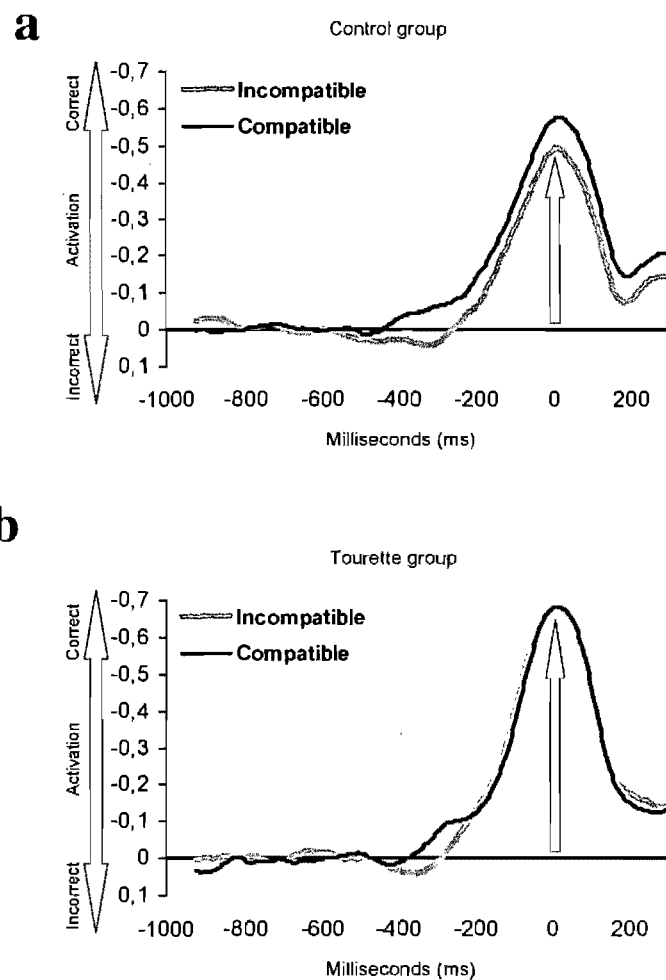 a
Control group
Correct
Activation
Incorrect
-0,7
-0,6
-0,5
-0,4
-0,3
-0,2
-0,1
0
0,1
Incompatible
Compatible
-1000 -800 -600 -400 -200 0 200
Milliseconds (ms)
b
Tourette group
Correct
Activation
Incorrect
-0,7
-0,6
-0,5
-0,4
-0,3
-0,2
-0,1
0
0,1
Incompatible
Compatible
-1000 -800 -600 -400 -200 0 200
Milliseconds (ms)